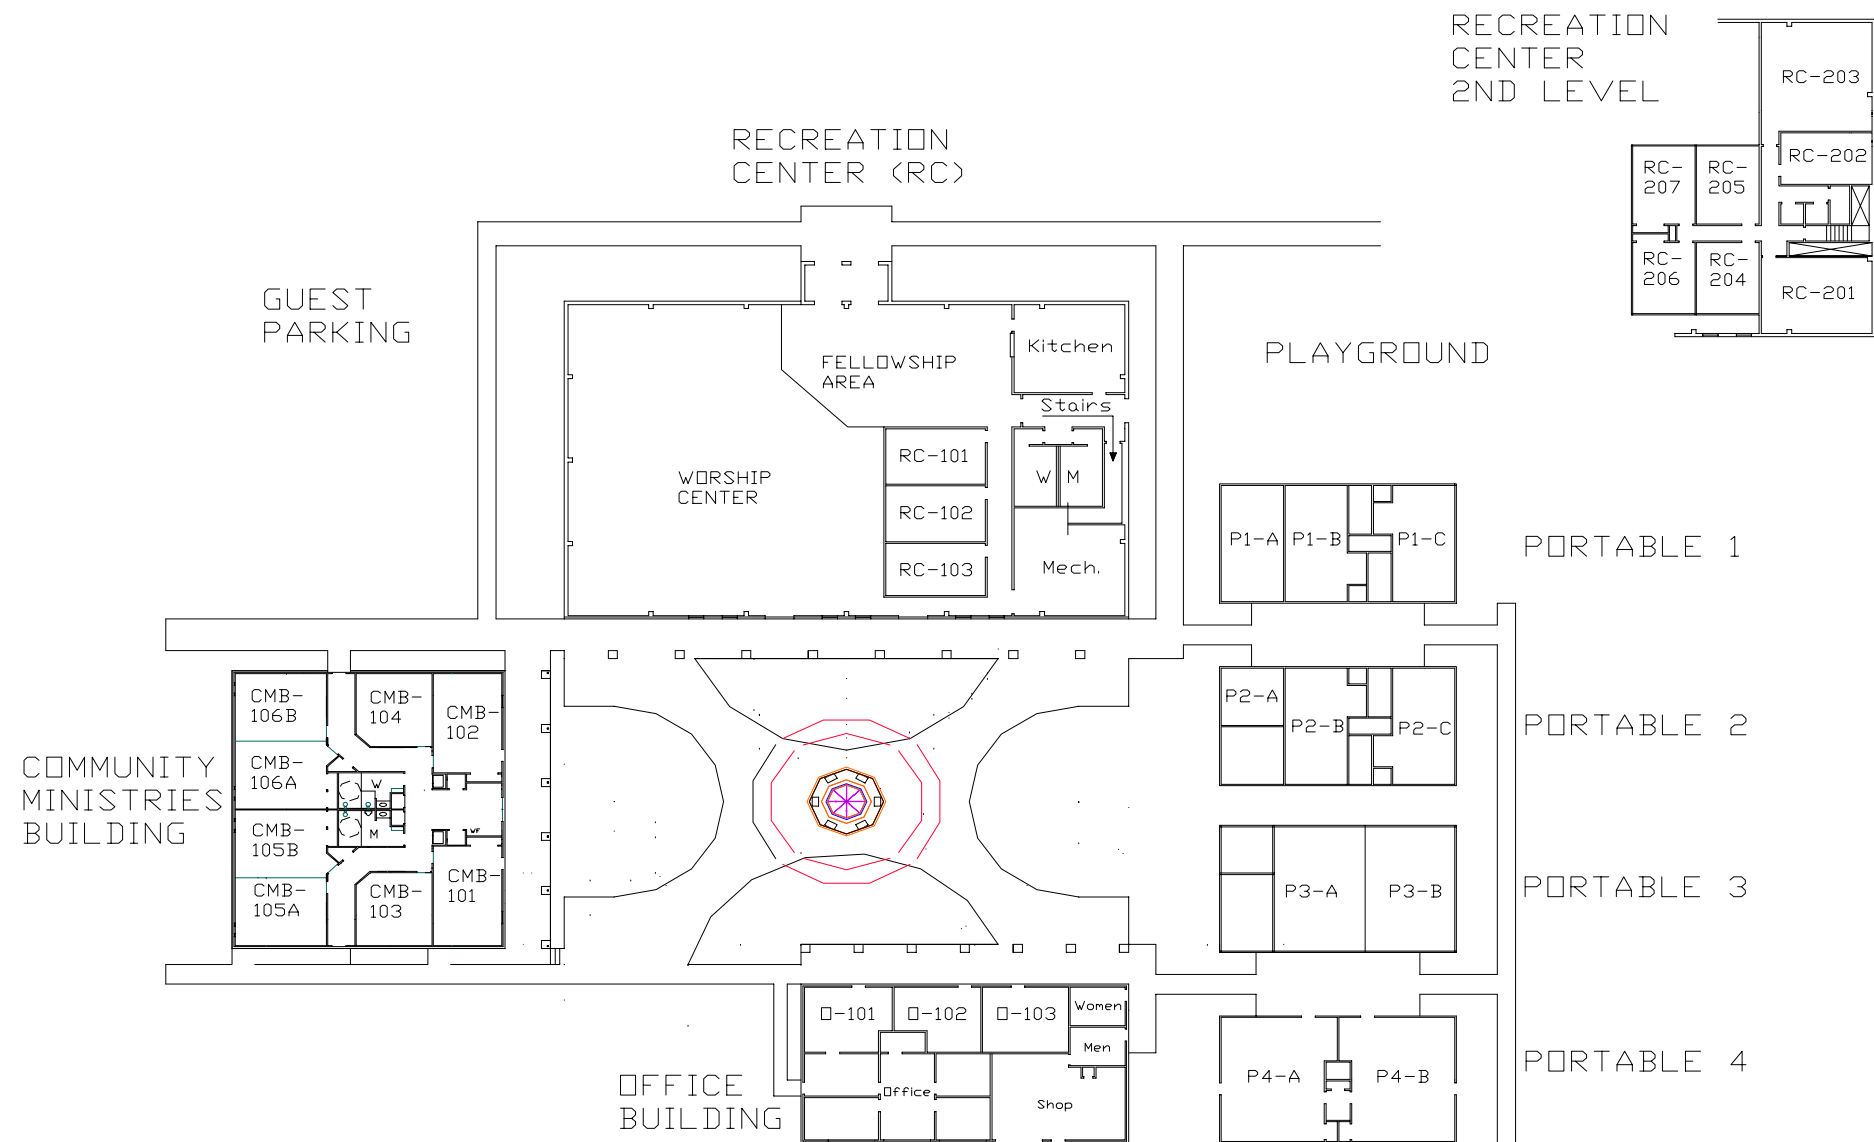 RECREATION
CENTER
2ND LEVEL
RC-203
RC-202
RC-
207
RC-
205
RC-
206
RC-
204
RC-201
RECREATION
CENTER (RC)
GUEST
PARKING
PLAYGROUND
FELLOWSHIP
AREA
Kitchen
Stairs
WORSHIP
CENTER
RC-101
RC-102
RC-103
W
M
Mech.
P1-A
P1-B
P1-C
PORTABLE 1
P2-A
P2-B
P2-C
PORTABLE 2
COMMUNITY
MINISTRIES
BUILDING
CMB-
106B
CMB-
104
CMB-
102
CMB-
106A
W
CMB-
105B
M
WF
CMB-
105A
CMB-
103
CMB-
101
P3-A
P3-B
PORTABLE 3
O-101
O-102
O-103
Women
Men
Office
Shop
OFFICE
BUILDING
P4-A
P4-B
PORTABLE 4